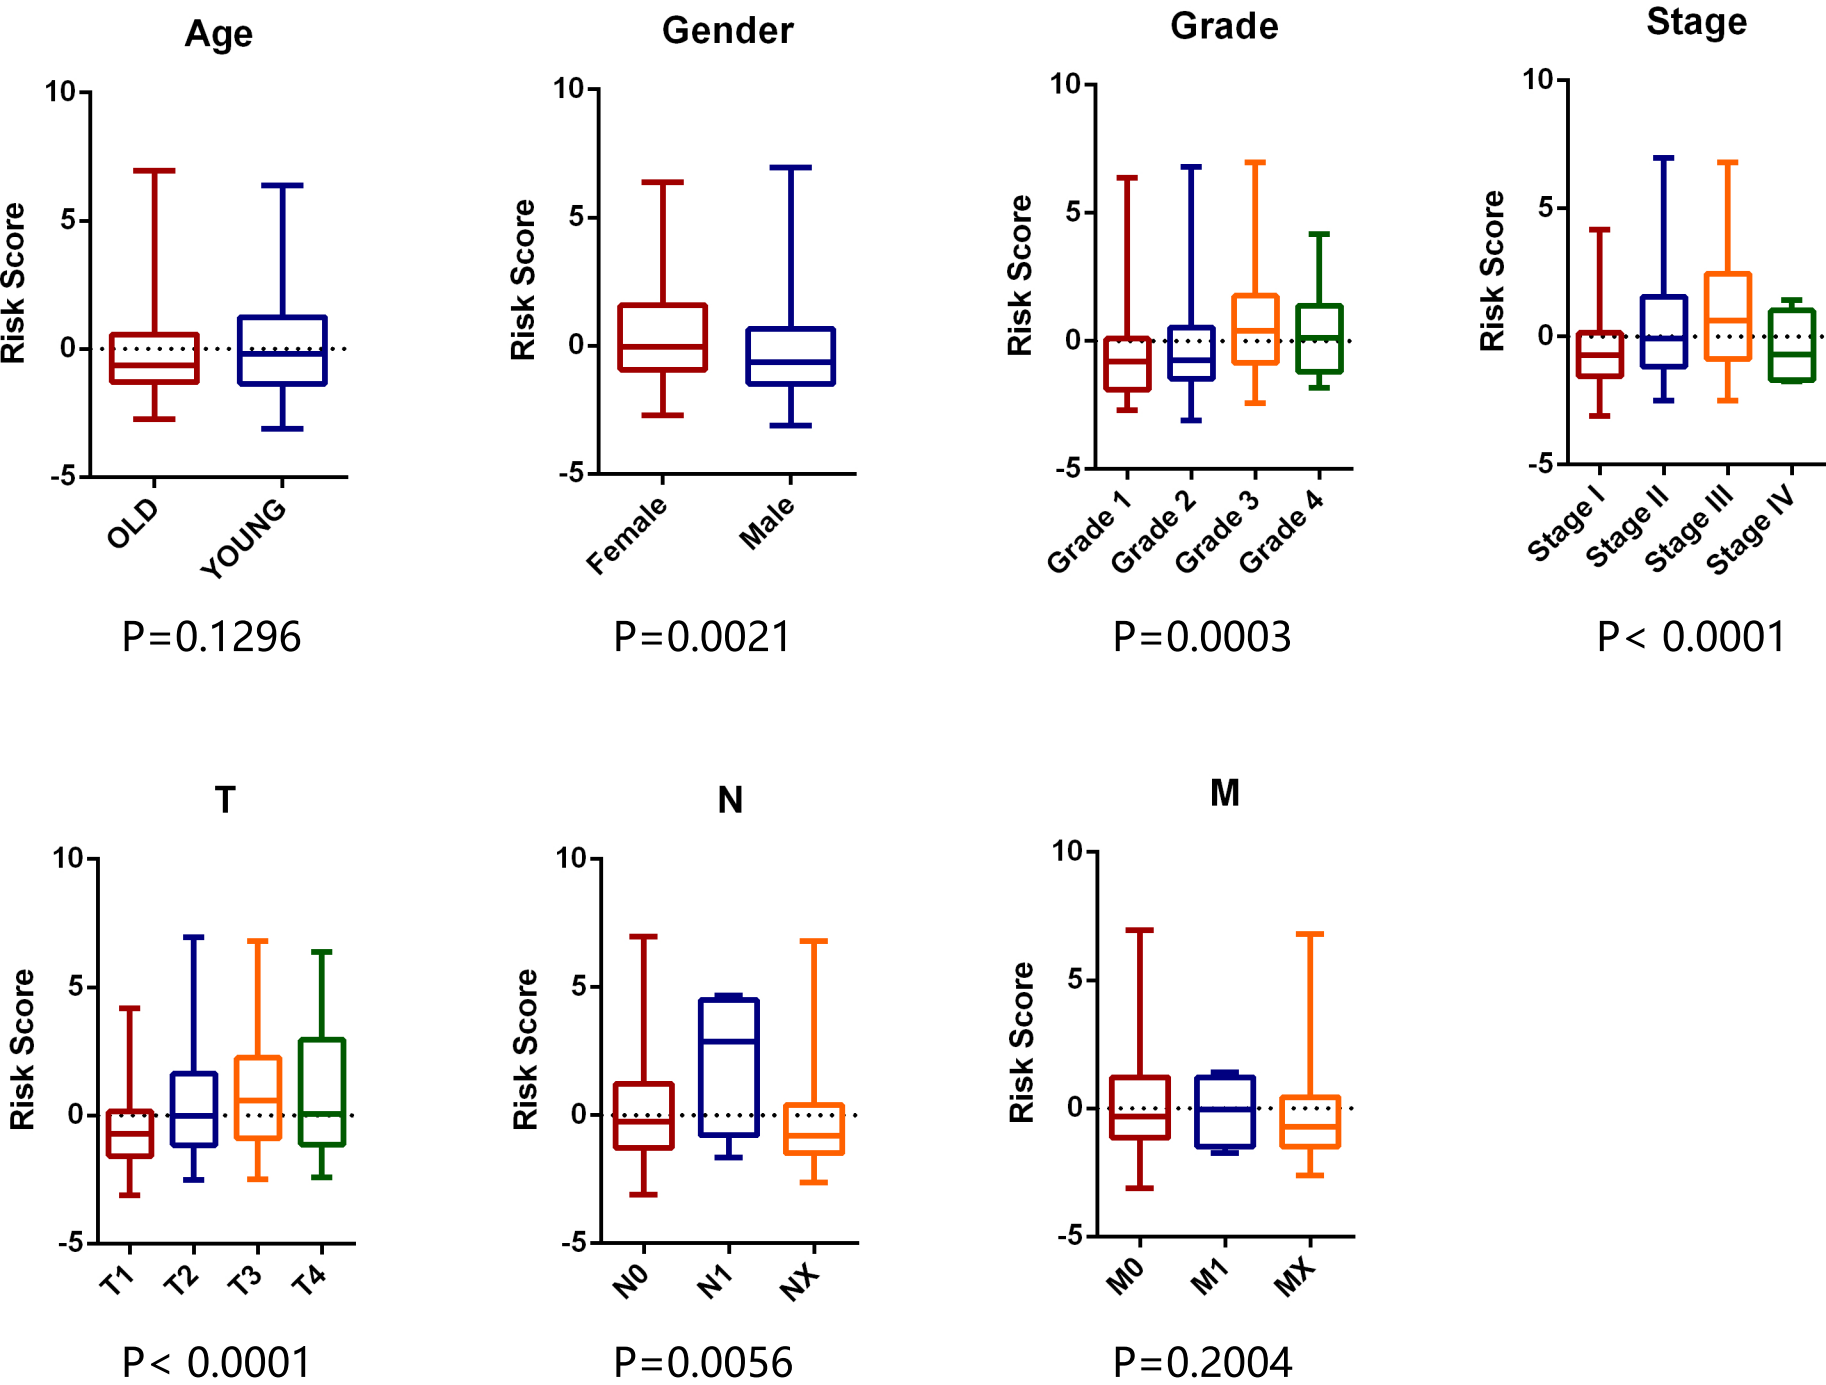 Age
10
5
0
-5
Risk Score
OLD
YOUNG
P=0.1296
Gender
10
5
0
-5
Risk Score
Female
Male
P=0.0021
Grade
10
5
0
-5
Risk Score
Grade 1
Grade 2
Grade 3
Grade 4
P=0.0003
Stage
10
5
0
-5
Risk Score
Stage I
Stage II
Stage III
Stage IV
P< 0.0001
T
10
5
0
-5
Risk Score
T1
T2
T3
T4
P< 0.0001
N
10
5
0
-5
Risk Score
N0
N1
NX
P=0.0056
M
10
5
0
-5
Risk Score
M0
M1
MX
P=0.2004